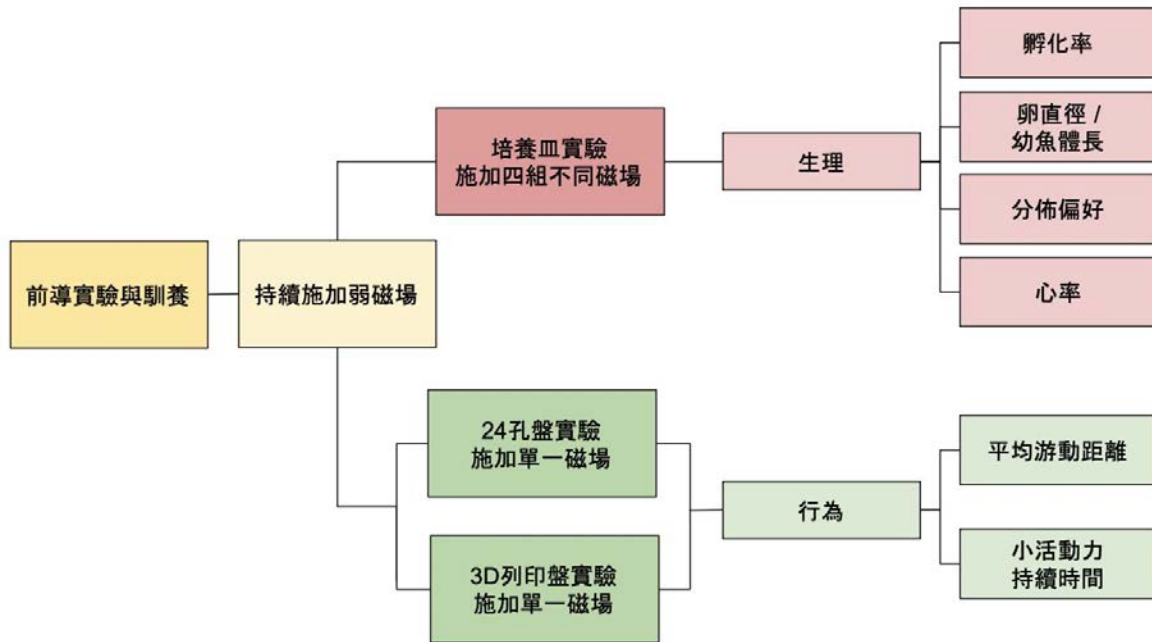 前導實驗與馴養
持續施加弱磁場
培養皿實驗
施加四組不同磁場
生理
孵化率
卵直徑 /
幼魚體長
分佈偏好
心率
24孔盤實驗
施加單一磁場
3D列印盤實驗
施加單一磁場
行為
平均游動距離
小活動力
持續時間